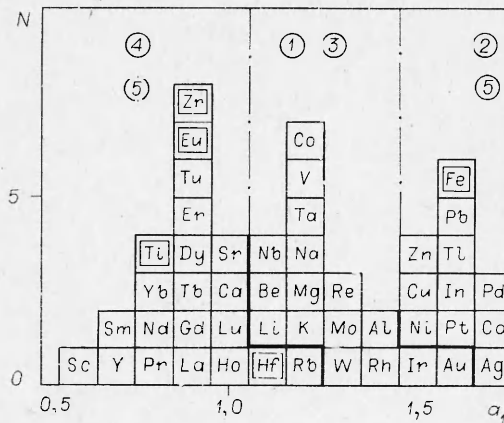 N ④ ① ③ ②
⑤ Zr ⑤
Eu Co
Tu V Fe
5 Er Ta Pb
Ti Dy Sr Nb Na Zn Tl
Yb Tb Ca Be Mg Re Cu In Pd
Sm Nd Gd Lu Li K Mo Al Ni Pt
Sc Y Pr La Ho Hf Rb W Rh Ir Au Ag
0
0,5 1,0 1,5